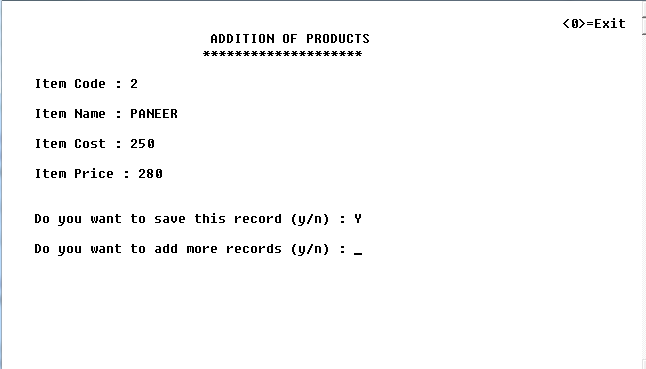 <0>=Exit
ADDITION OF PRODUCTS
********************
Item Code : 2
Item Name : PANEER
Item Cost : 250
Item Price : 280
Do you want to save this record (y/n) : Y
Do you want to add more records (y/n) : _